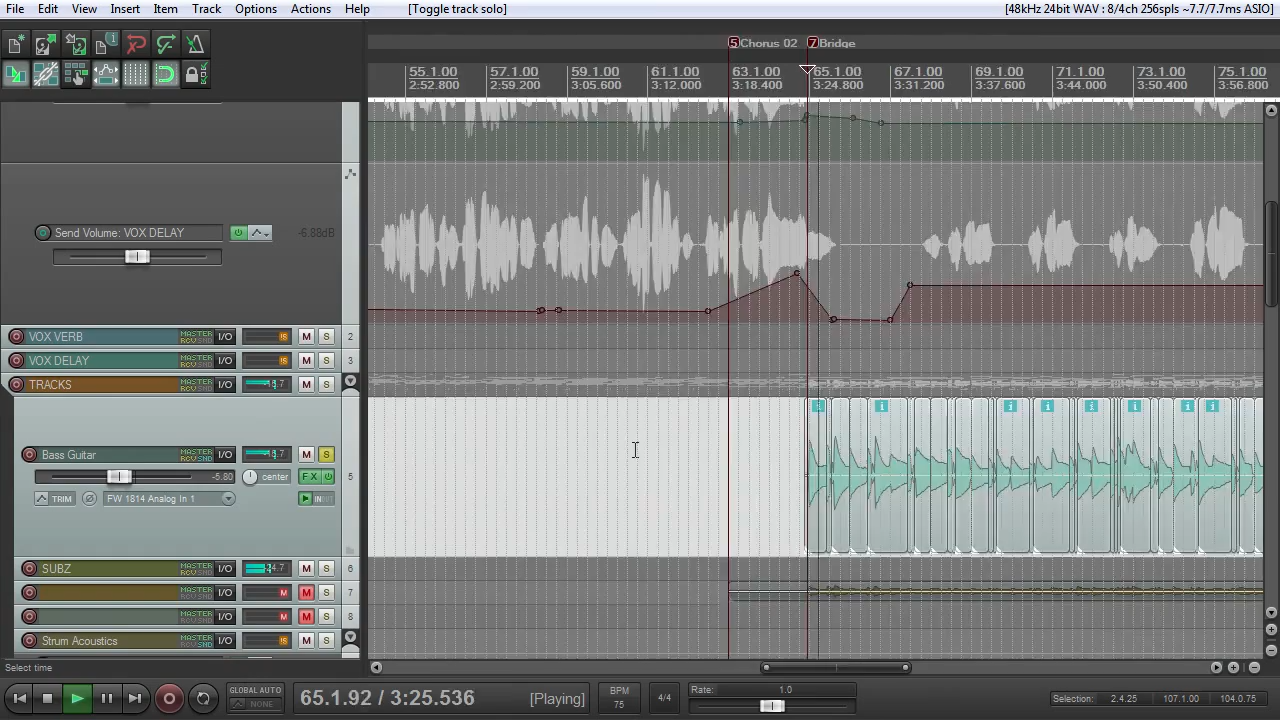 File Edit View Insert Item Track Options Actions Help [Toggle track solo] [48kHz 24bit WAV : 8/4ch 256spls ~7.7/7.7ms ASIO]
5 Chorus 02 7 Bridge
55.1.00 57.1.00 59.1.00 61.1.00 63.1.00 65.1.00 67.1.00 69.1.00 71.1.00 73.1.00 75.1.00
2:52.800 2:59.200 3:05.600 3:12.000 3:18.400 3:24.800 3:31.200 3:37.600 3:44.000 3:50.400 3:56.800
Send Volume: VOX DELAY -6.88dB
VOX VERB MASTER RCV SND I/O M S 2
VOX DELAY MASTER RCV SND I/O M S 3
TRACKS MASTER RCV SND I/O M S
Bass Guitar MASTER RCV SND I/O M S
-5.80 center FX 5
TRIM FW 1814 Analog In 1 IN
SUBZ MASTER RCV SND I/O M S 6
MASTER RCV SND I/O M M S 7
MASTER RCV SND I/O M M S 8
Strum Acoustics MASTER RCV SND I/O M S
Select time
GLOBAL AUTO
NONE
65.1.92 / 3:25.536 [Playing]
BPM
75
4/4
Rate: 1.0
Selection: 2.4.25 107.1.00 104.0.75